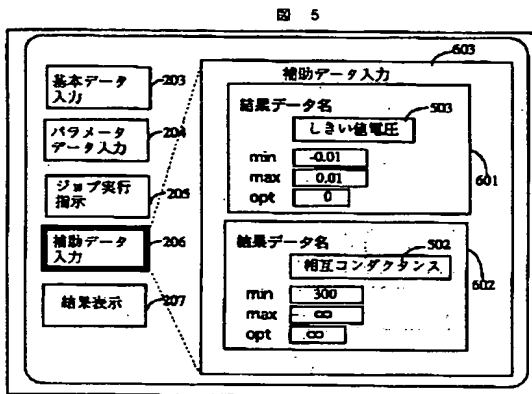 図 5
603
基本データ
入力
203
パラメータ
データ入力
204
ジョブ実行
指示
205
補助データ
入力
206
結果表示
207
補助データ入力
結果データ名
503
しきい値電圧
min -0.01
max 0.01
opt 0
601
結果データ名
502
相互コンダクタンス
min 300
max ∞
opt ∞
602